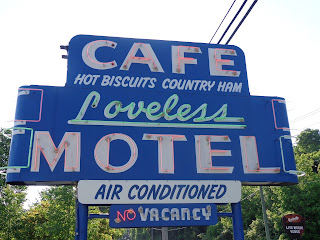 CAFE
HOT BISCUITS COUNTRY HAM
Loveless
MOTEL
AIR CONDITIONED
NO VACANCY